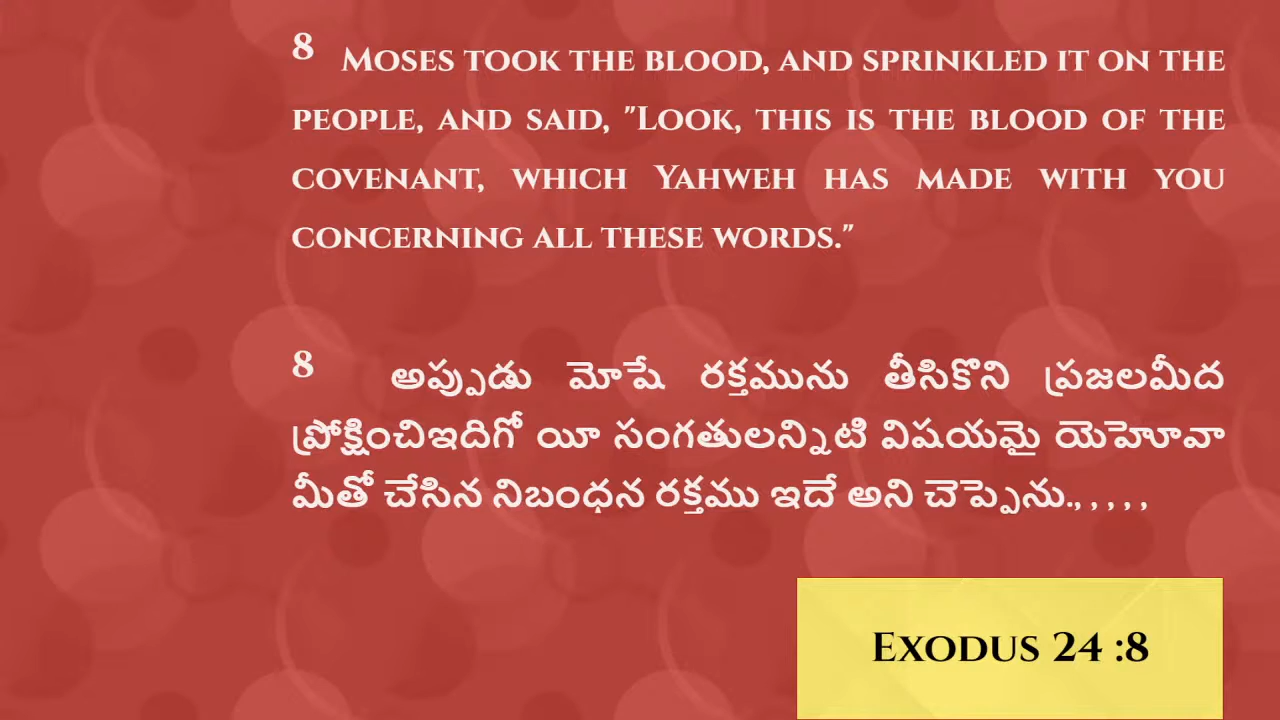 8 Moses took the blood, and sprinkled it on the
people, and said, "Look, this is the blood of the
covenant, which Yahweh has made with you
concerning all these words."
8 అప్పుడు మోషే రక్తమును తీసికొని ప్రజలమీద
ప్రోక్షించిఇదిగో యీ సంగతులన్నిటి విషయమై యెహోవా
మీతో చేసిన నిబంధన రక్తము ఇదే అని చెప్పెను., , , , ,
Exodus 24 :8